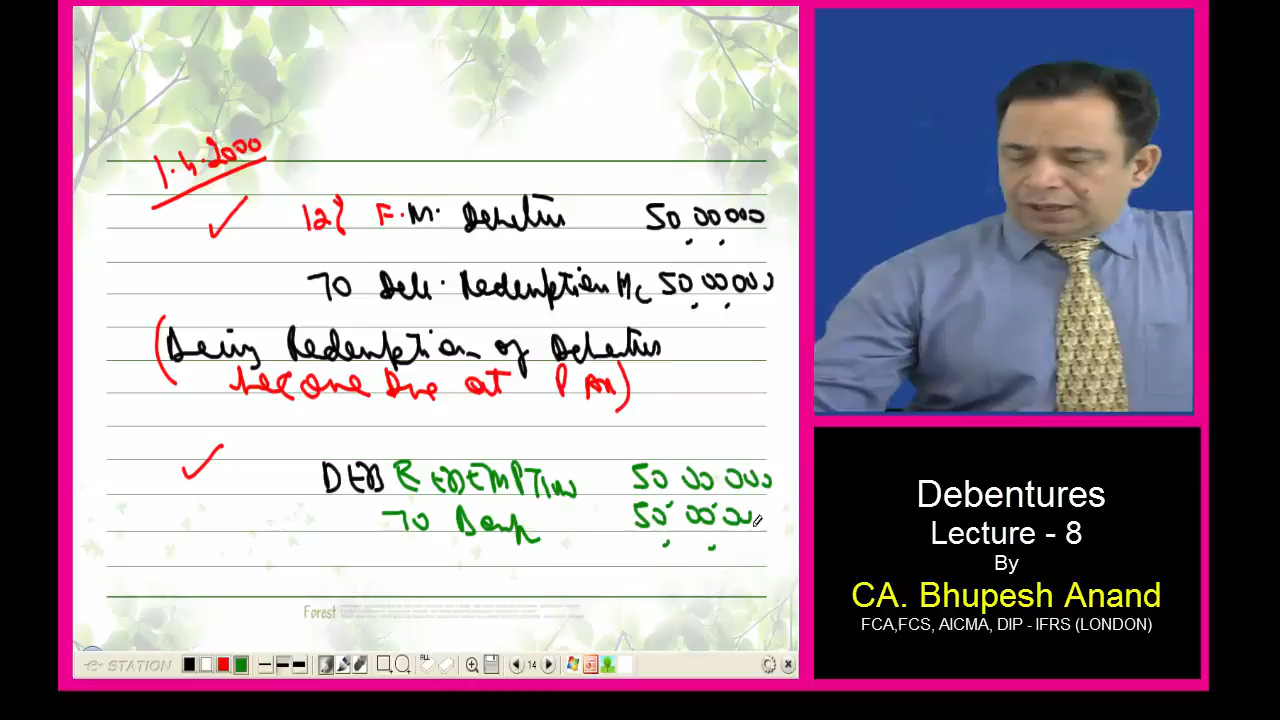 1.4.2000
12% F.M. Debentures 50,00,000
To Deb. Redemption A/c 50,00,000
(Being Redemption of Debentures
become Due at PAR)
DEB REDEMPTION 50 00 000
To Bank 50,00,000
Forest
e-STATION
ALL
14
Debentures
Lecture - 8
By
CA. Bhupesh Anand
FCA,FCS, AICMA, DIP - IFRS (LONDON)